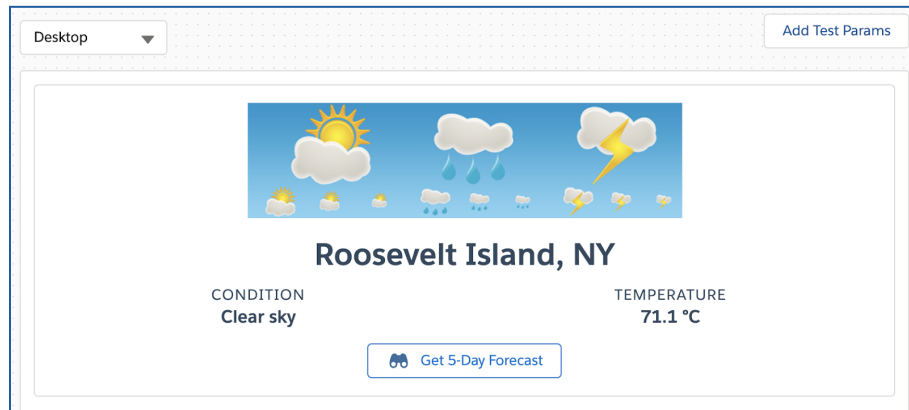 Desktop
Add Test Params
Roosevelt Island, NY
CONDITION
TEMPERATURE
Clear sky
71.1 °C
Get 5-Day Forecast